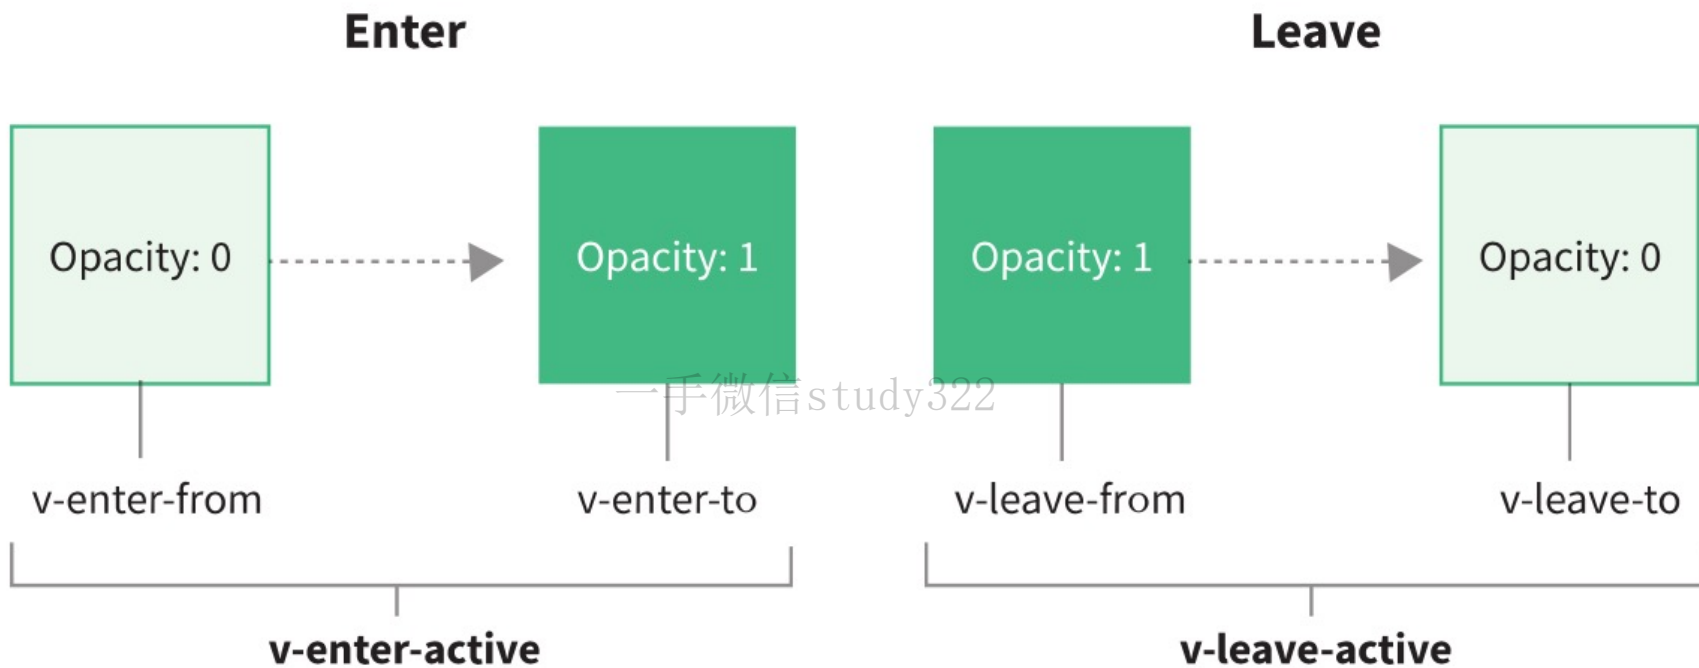 Enter
Leave
Opacity: 0
Opacity: 1
Opacity: 1
Opacity: 0
一手微信study322
v-enter-from
v-enter-to
v-leave-from
v-leave-to
v-enter-active
v-leave-active